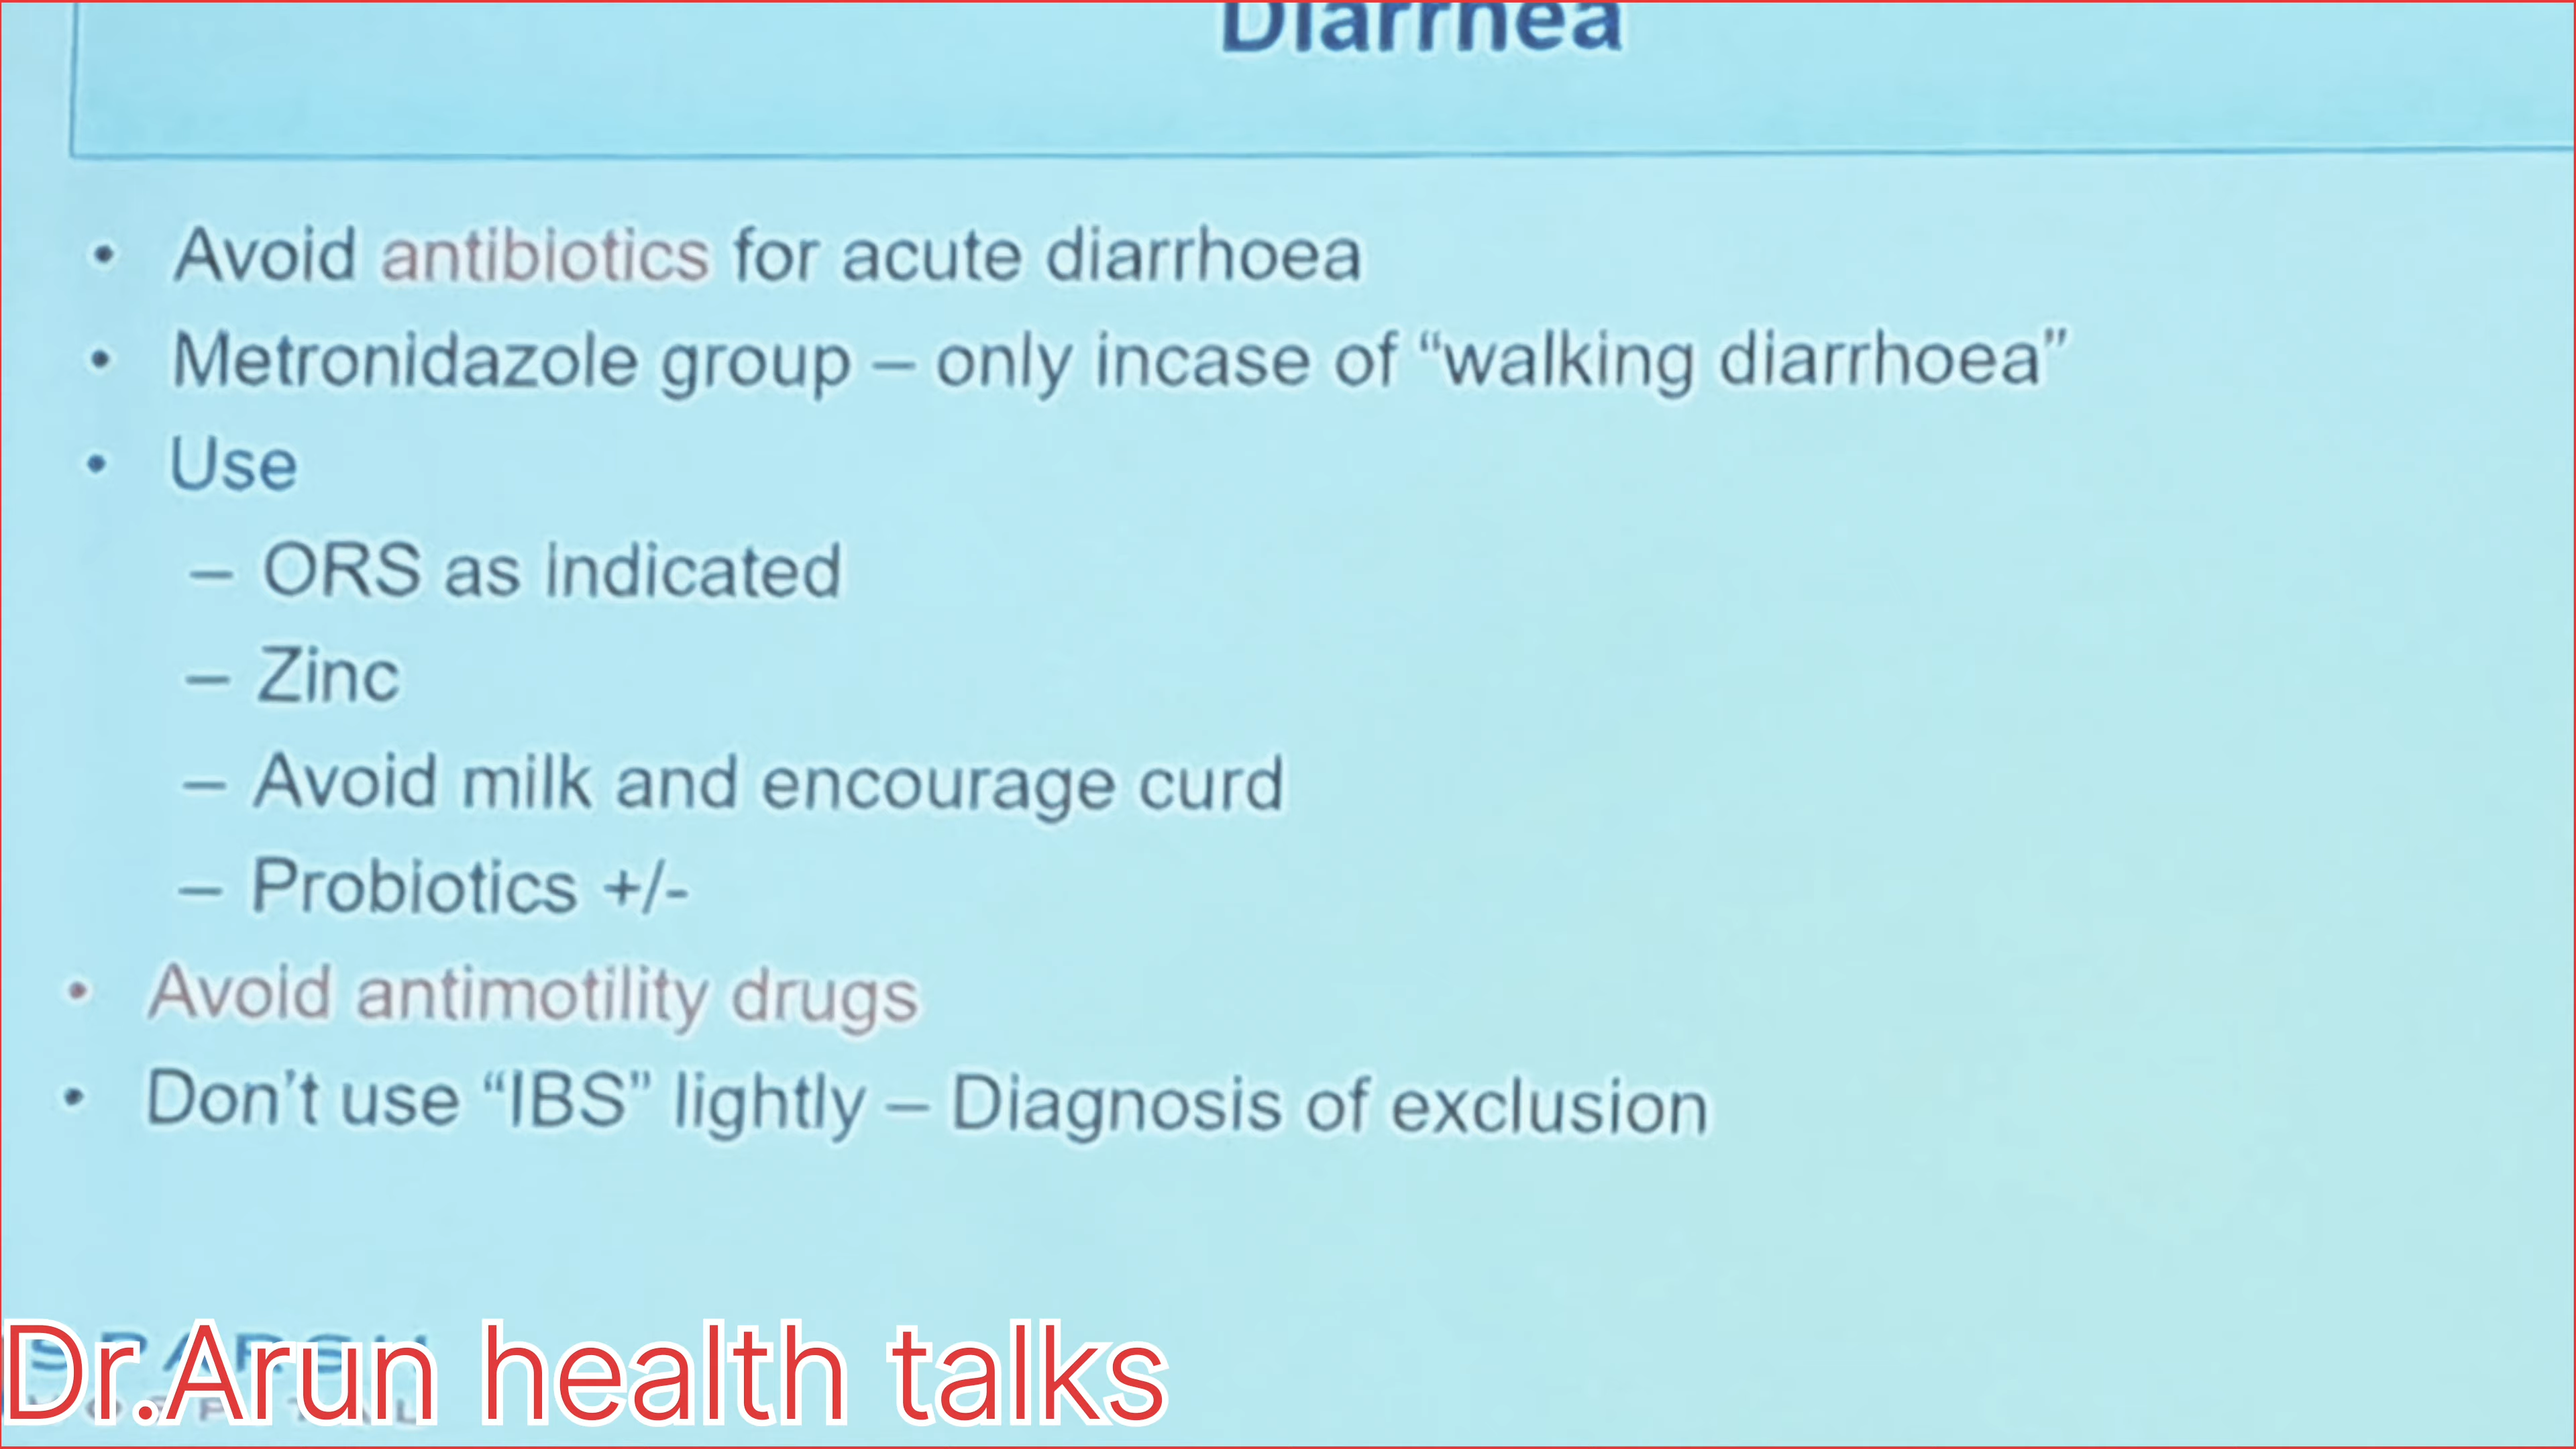 Diarrhea
• Avoid antibiotics for acute diarrhoea
• Metronidazole group – only incase of “walking diarrhoea”
• Use
– ORS as indicated
– Zinc
– Avoid milk and encourage curd
– Probiotics +/-
• Avoid antimotility drugs
• Don’t use “IBS” lightly – Diagnosis of exclusion
Dr.Arun health talks